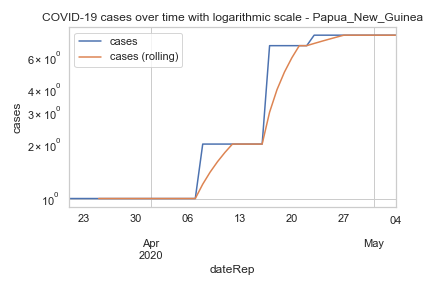 COVID-19 cases over time with logarithmic scale - Papua_New_Guinea
cases
cases (rolling)
6 × 10⁰
4 × 10⁰
3 × 10⁰
2 × 10⁰
10⁰
cases
23 30 06 13 20 27 04
Apr May
2020
dateRep